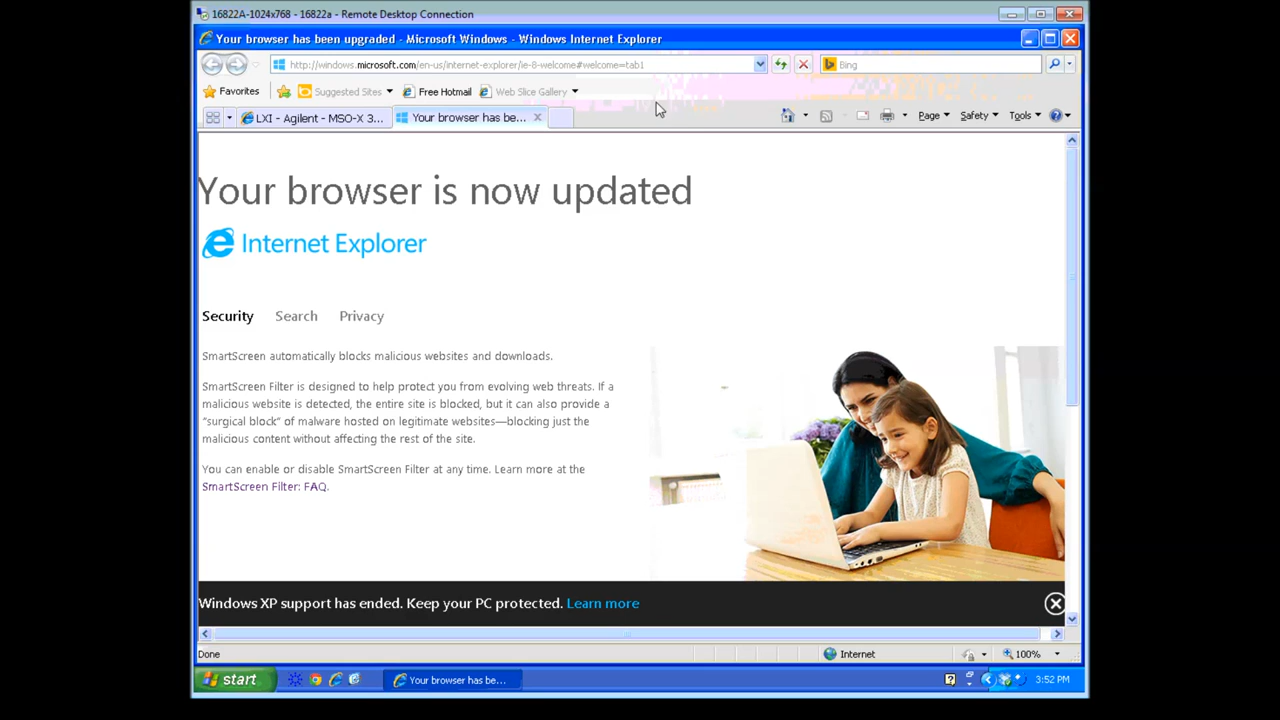 16822A-1024x768 - 16822a - Remote Desktop Connection
Your browser has been upgraded - Microsoft Windows - Windows Internet Explorer
http://windows.microsoft.com/en-us/internet-explorer/ie-8-welcome#welcome=tab1
Bing
Favorites Suggested Sites Free Hotmail Web Slice Gallery
LXI - Agilent - MSO-X 3... Your browser has be... Page Safety Tools
Your browser is now updated
Internet Explorer
Security Search Privacy
SmartScreen automatically blocks malicious websites and downloads.
SmartScreen Filter is designed to help protect you from evolving web threats. If a
malicious website is detected, the entire site is blocked, but it can also provide a
“surgical block” of malware hosted on legitimate websites—blocking just the
malicious content without affecting the rest of the site.
You can enable or disable SmartScreen Filter at any time. Learn more at the
SmartScreen Filter: FAQ.
Windows XP support has ended. Keep your PC protected. Learn more
Done Internet 100%
start Your browser has be... 3:52 PM